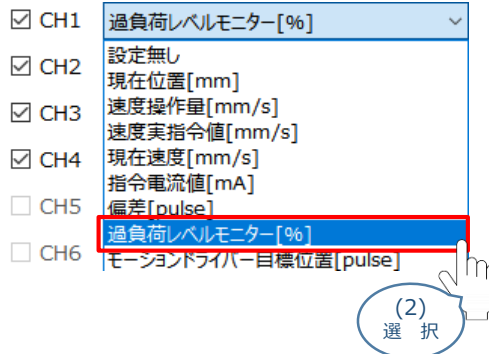 CH1 過負荷レベルモニター[%]
CH2
設定無し
現在位置[mm]
CH3
速度操作量[mm/s]
速度実指令値[mm/s]
CH4
現在速度[mm/s]
指令電流値[mA]
CH5
偏差[pulse]
過負荷レベルモニター[%]
CH6
モーションドライバー目標位置[pulse]
(2)
選 択